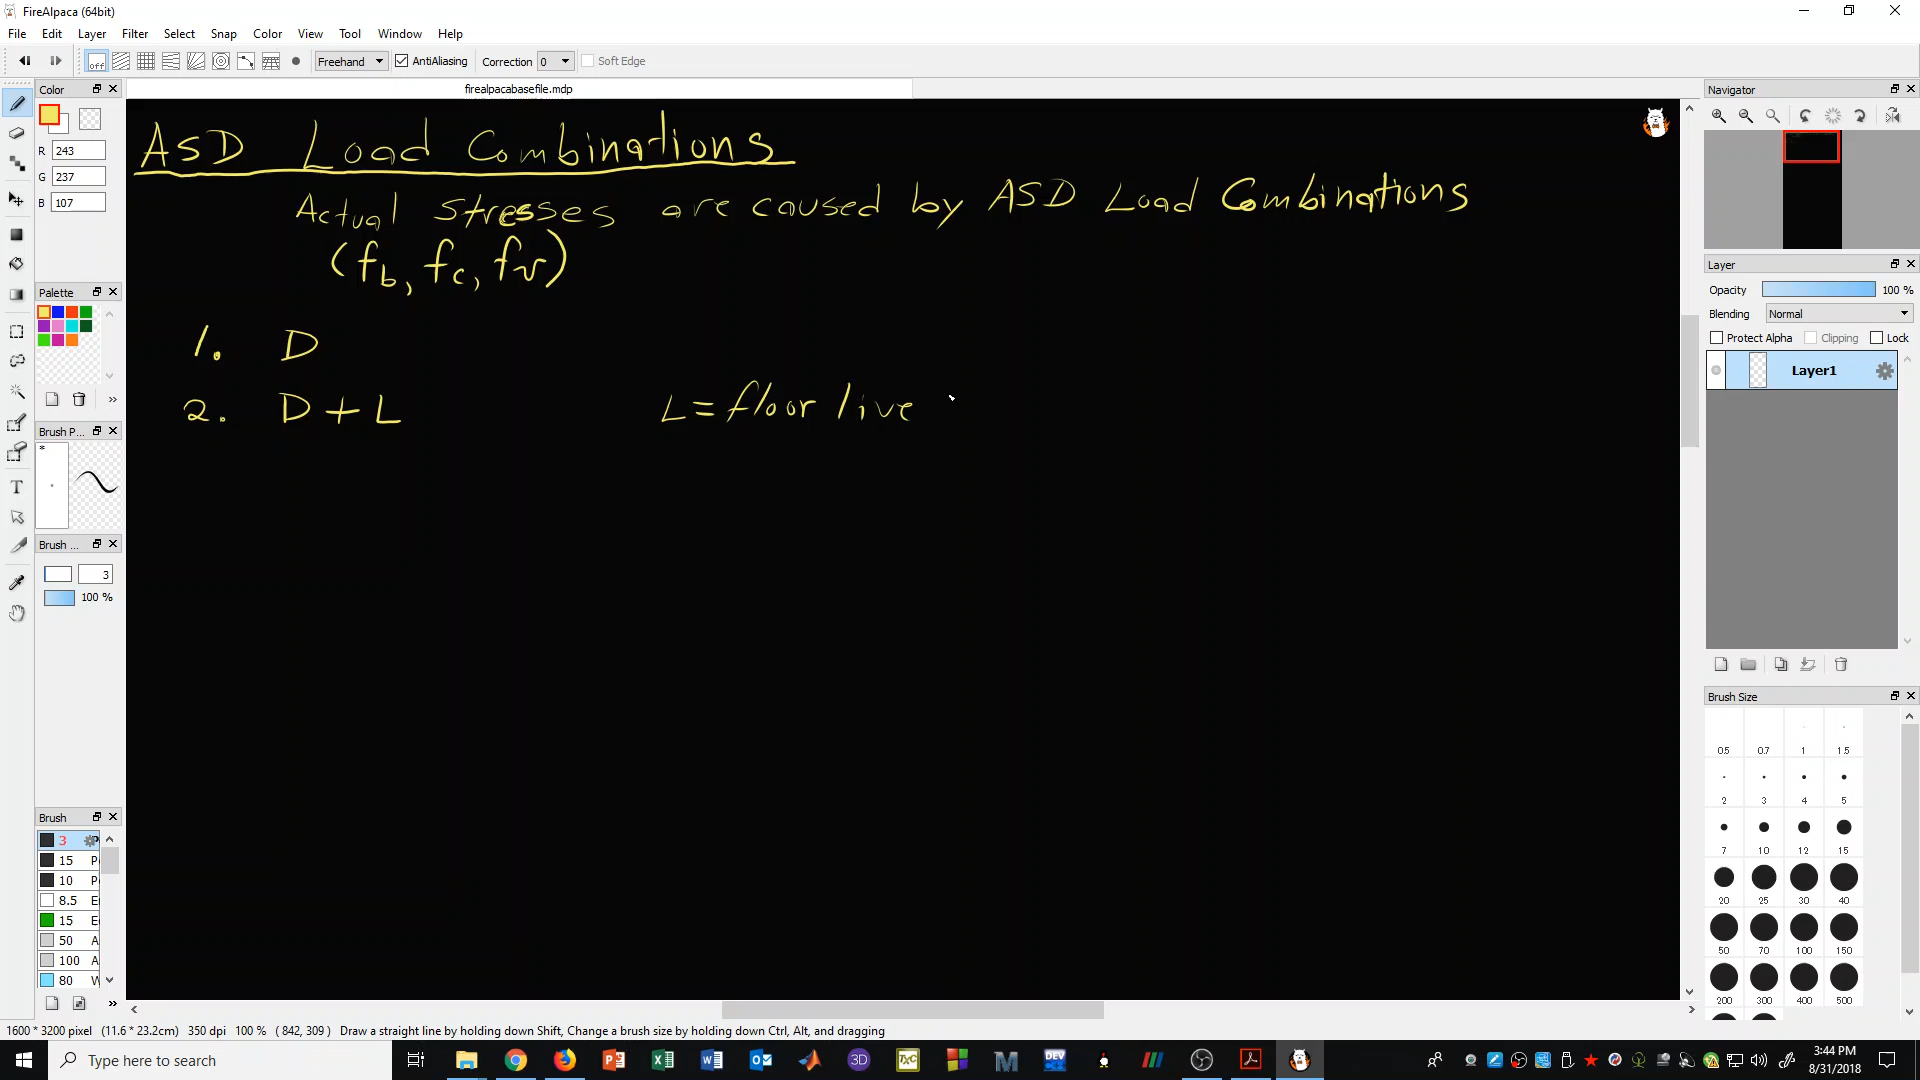 FireAlpaca (64bit)
File Edit Layer Filter Select Snap Color View Tool Window Help
off Freehand AntiAliasing Correction 0 Soft Edge
Color
firealpacabasefile.mdp
Navigator
R 243
G 237
B 107
ASD Load Combinations
Actual stresses are caused by ASD Load Combinations
(fb, fc, fv)
1. D
2. D + L L = floor live
Palette
Brush P...
*
Brush ...
3
100 %
Brush
3 P
15 P
10 P
8.5 E
15 E
50 A
100 A
80 W
Layer
Opacity 100 %
Blending Normal
Protect Alpha Clipping Lock
Layer1
Brush Size
0.5 0.7 1 1.5
2 3 4 5
7 10 12 15
20 25 30 40
50 70 100 150
200 300 400 500
1600 * 3200 pixel (11.6 * 23.2cm) 350 dpi 100 % ( 842, 309 ) Draw a straight line by holding down Shift, Change a brush size by holding down Ctrl, Alt, and dragging
Type here to search
3D
TXC
DEV
3:44 PM
8/31/2018